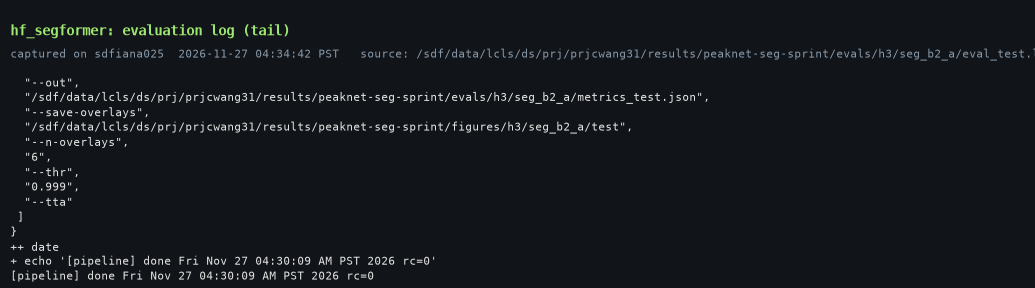 hf_segformer: evaluation log (tail)
captured on sdfiana025  2026-11-27 04:34:42 PST   source: /sdf/data/lcls/ds/prj/prjcwang31/results/peaknet-seg-sprint/evals/h3/seg_b2_a/eval_test.
"--out",
"/sdf/data/lcls/ds/prj/prjcwang31/results/peaknet-seg-sprint/evals/h3/seg_b2_a/metrics_test.json",
"--save-overlays",
"/sdf/data/lcls/ds/prj/prjcwang31/results/peaknet-seg-sprint/figures/h3/seg_b2_a/test",
"--n-overlays",
"6",
"--thr",
"0.999",
"--tta"
]
}
++ date
+ echo '[pipeline] done Fri Nov 27 04:30:09 AM PST 2026 rc=0'
[pipeline] done Fri Nov 27 04:30:09 AM PST 2026 rc=0